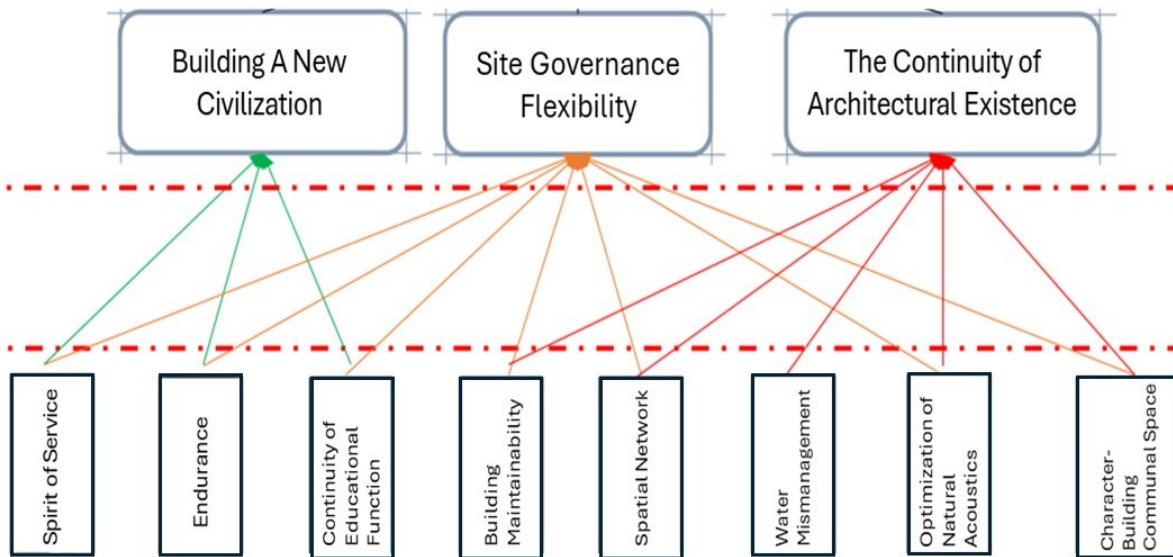 Building A New
Civilization
Site Governance
Flexibility
The Continuity of
Architectural Existence
Spirit of Service
Endurance
Continuity of
Educational
Function
Building
Maintainability
Spatial Network
Water
Mismanagement
Optimization of
Natural
Acoustics
Character-
Building
Communal Space